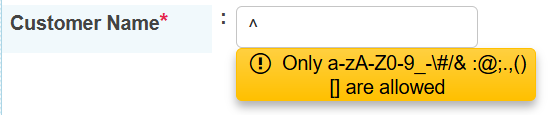 Customer Name* : ^
Only a-zA-Z0-9_-\#/& :@;.,()
[] are allowed